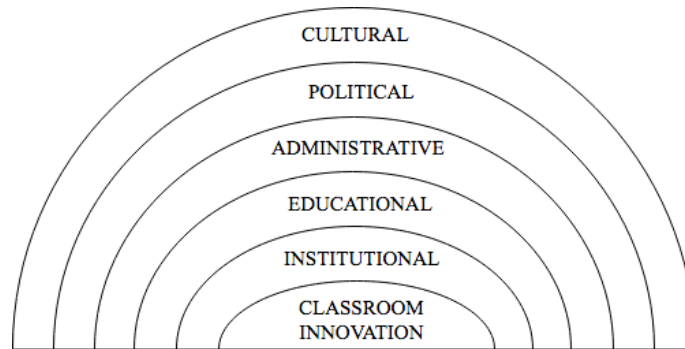 CULTURAL
POLITICAL
ADMINISTRATIVE
EDUCATIONAL
INSTITUTIONAL
CLASSROOM
INNOVATION